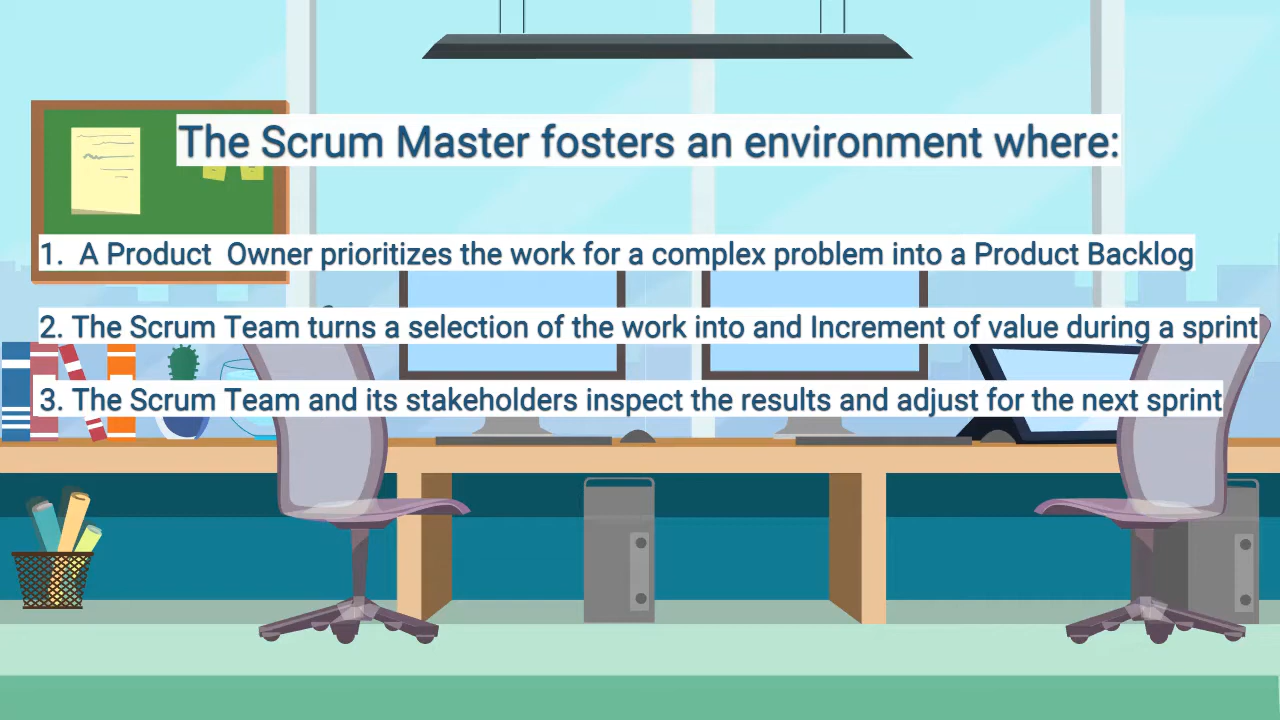 The Scrum Master fosters an environment where:
1. A Product Owner prioritizes the work for a complex problem into a Product Backlog
2. The Scrum Team turns a selection of the work into and Increment of value during a sprint
3. The Scrum Team and its stakeholders inspect the results and adjust for the next sprint